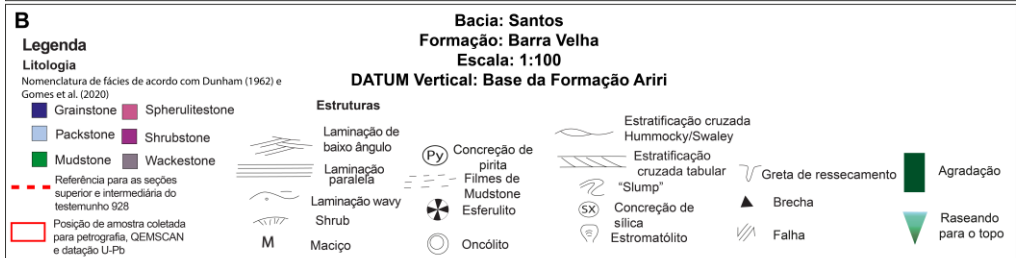 B
Bacia: Santos
Formação: Barra Velha
Escala: 1:100
DATUM Vertical: Base da Formação Ariri
Legenda
Litologia
Nomenclatura de fácies de acordo com Dunham (1962) e
Gomes et al. (2020)
Grainstone
Spherulitestone
Packstone
Shrubstone
Mudstone
Wackestone
Referência para as seções
superior e intermediária do
testemunho 928
Posição de amostra coletada
para petrografia, QEMSCAN
e datação U-Pb
Estruturas
Laminação de
baixo ângulo
Laminação
paralela
Laminação wavy
Shrub
M
Maciço
Py
Concreção de
pirita
Filmes de
Mudstone
Esferulito
Oncólito
Estratificação cruzada
Hummocky/Swaley
Estratificação
cruzada tabular
“Slump”
SX
Concreção de
sílica
Estromatólito
Greta de ressecamento
Brecha
Falha
Agradação
Raseando
para o topo